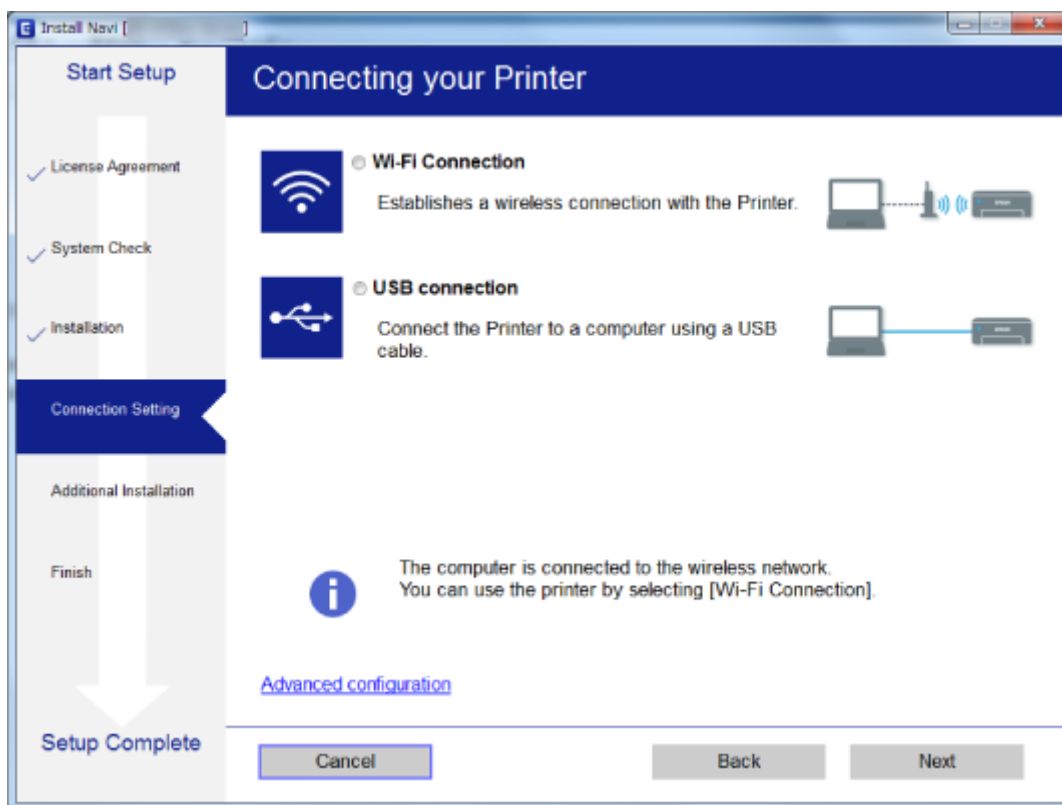 Install Navi [ ]
Start Setup
License Agreement
System Check
Installation
Connection Setting
Additional Installation
Finish
Setup Complete
Connecting your Printer
Wi-Fi Connection
Establishes a wireless connection with the Printer.
USB connection
Connect the Printer to a computer using a USB
cable.
The computer is connected to the wireless network.
You can use the printer by selecting [Wi-Fi Connection].
Advanced configuration
Cancel
Back
Next